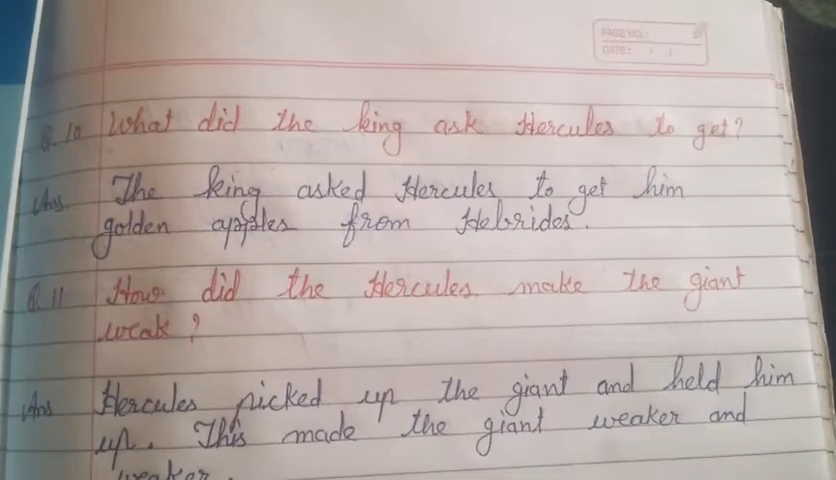 PAGE NO.:
DATE: / /
Q.10 What did the king ask Hercules to get?
Ans. The king asked Hercules to get him
golden apples from Hebrides.
Q.11 How did the Hercules make the giant
weak?
Ans Hercules picked up the giant and held him
up. This made the giant weaker and
weaker.